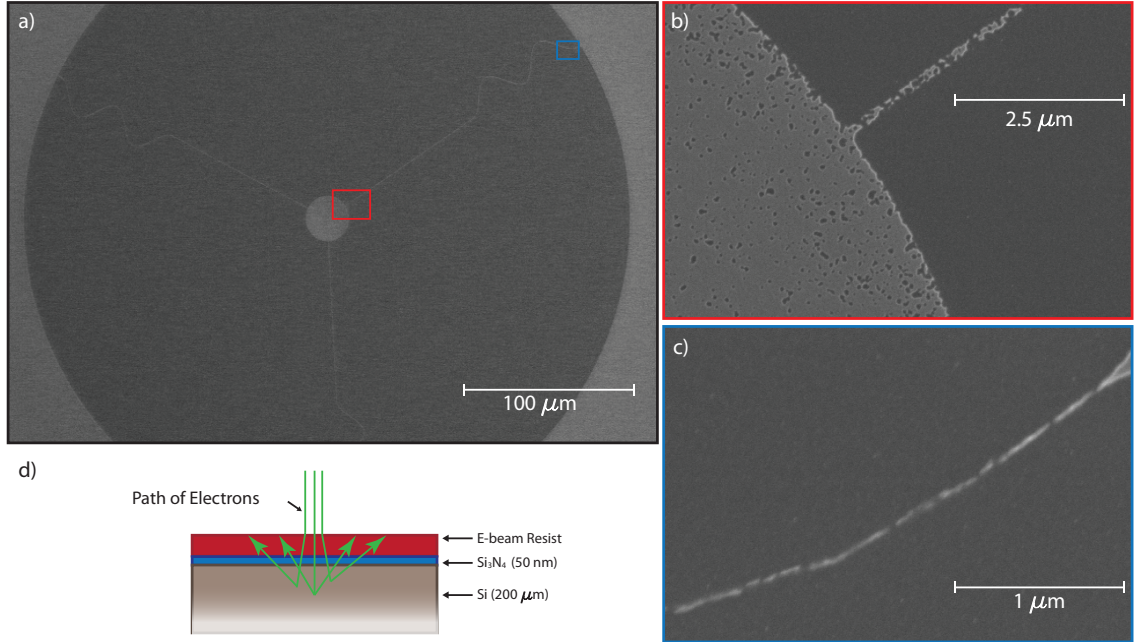 a)
100 μm
b)
2.5 μm
c)
1 μm
d)
Path of Electrons
E-beam Resist
Si₃N₄ (50 nm)
Si (200 μm)